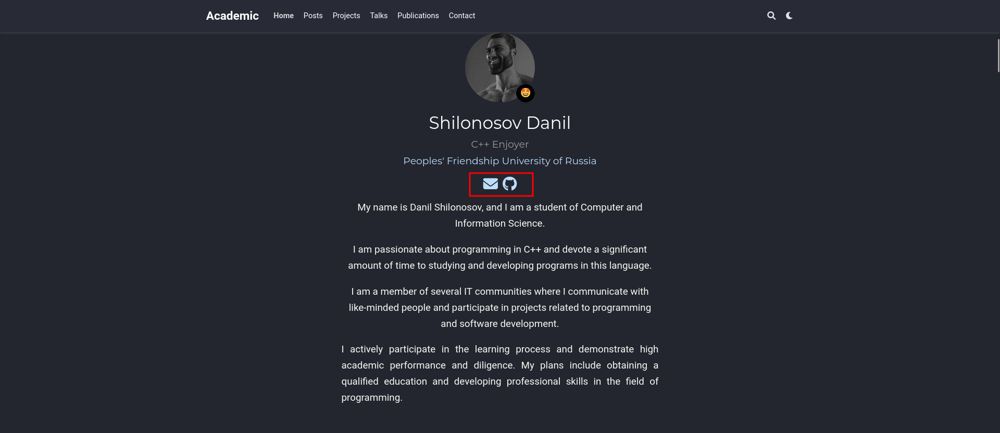 Academic Home Posts Projects Talks Publications Contact
Shilonosov Danil
C++ Enjoyer
Peoples' Friendship University of Russia
My name is Danil Shilonosov, and I am a student of Computer and
Information Science.
I am passionate about programming in C++ and devote a significant
amount of time to studying and developing programs in this language.
I am a member of several IT communities where I communicate with
like-minded people and participate in projects related to programming
and software development.
I actively participate in the learning process and demonstrate high
academic performance and diligence. My plans include obtaining a
qualified education and developing professional skills in the field of
programming.